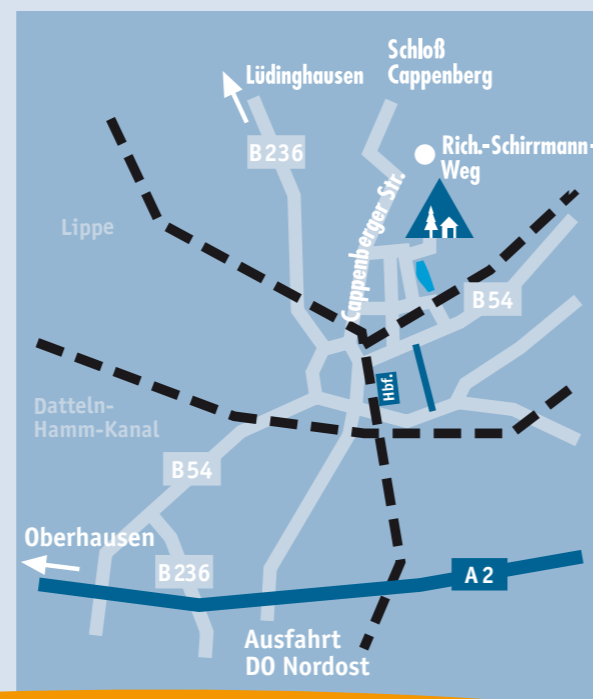 Schloß
Cappenberg
Lüdinghausen
B 236
Rich.-Schirrmann-
Weg
Cappenberger Str.
Lippe
B 54
Hbf.
Datteln-
Hamm-Kanal
B 54
Oberhausen
B 236
A 2
Ausfahrt
DO Nordost